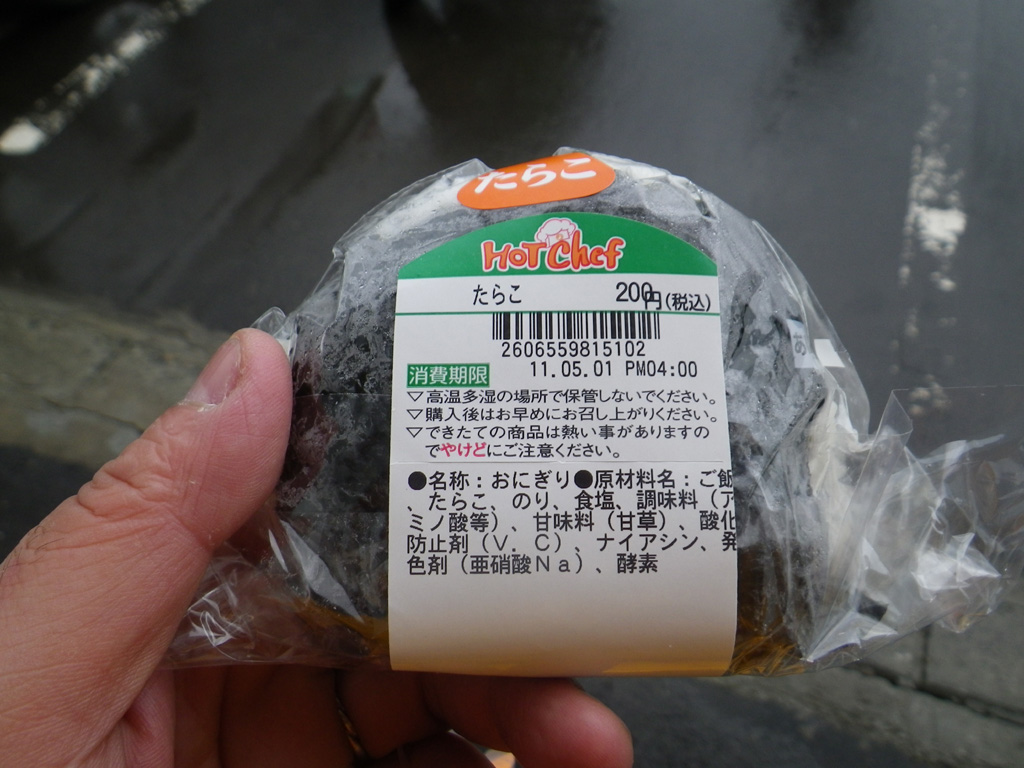 たらこ
Hot Chef
たらこ 200円(税込)
2606559815102
消費期限 11.05.01 PM04:00
▽高温多湿の場所で保管しないでください。
▽購入後はお早めにお召し上がりください。
▽できたての商品は熱い事がありますの
でやけどにご注意ください。
●名称：おにぎり●原材料名：ご飯
、たらこ、のり、食塩、調味料（ア
ミノ酸等）、甘味料（甘草）、酸化
防止剤（Ｖ．Ｃ）、ナイアシン、発
色剤（亜硝酸Ｎａ）、酵素